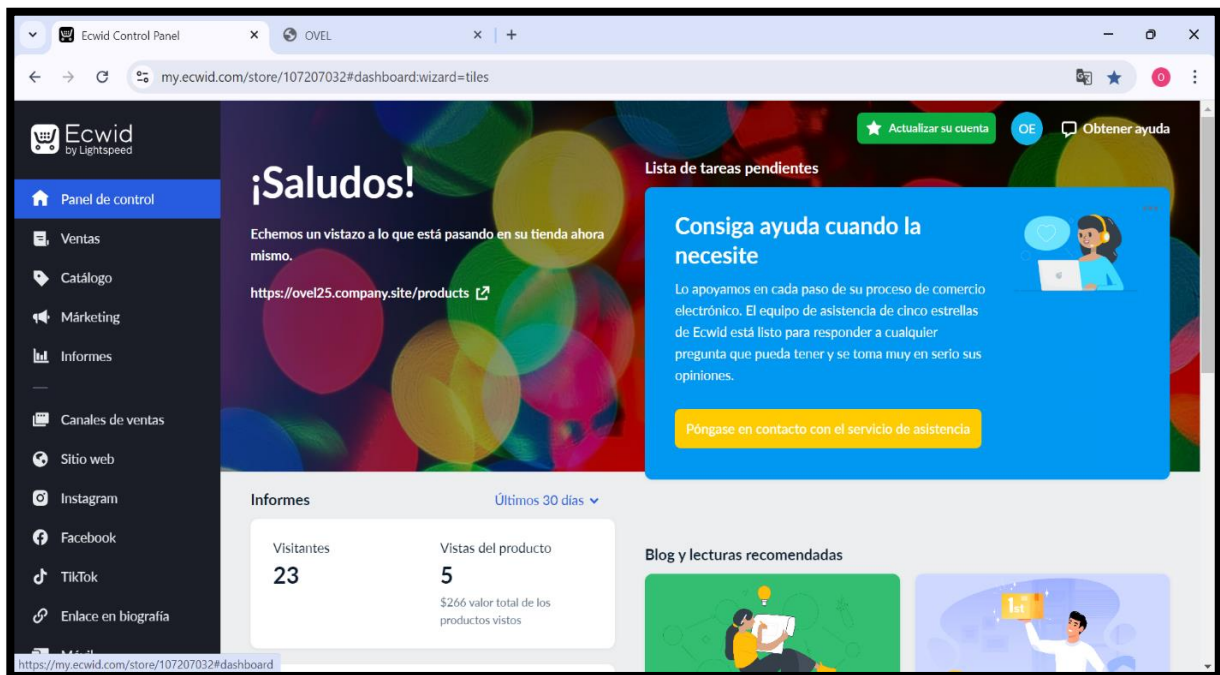 Ecwid Control Panel
OVEL
my.ecwid.com/store/107207032#dashboard:wizard=tiles
O
Ecwid
by Lightspeed
Panel de control
Ventas
Catálogo
Márketing
Informes
Canales de ventas
Sitio web
Instagram
Facebook
TikTok
Enlace en biografía
Móvil
https://my.ecwid.com/store/107207032#dashboard
Actualizar su cuenta
OE
Obtener ayuda
¡Saludos!
Echemos un vistazo a lo que está pasando en su tienda ahora
mismo.
https://ovel25.company.site/products
Lista de tareas pendientes
Consiga ayuda cuando la
necesite
Lo apoyamos en cada paso de su proceso de comercio
electrónico. El equipo de asistencia de cinco estrellas
de Ecwid está listo para responder a cualquier
pregunta que pueda tener y se toma muy en serio sus
opiniones.
Póngase en contacto con el servicio de asistencia
Informes
Últimos 30 días
Visitantes
23
Vistas del producto
5
$266 valor total de los
productos vistos
Blog y lecturas recomendadas
1st